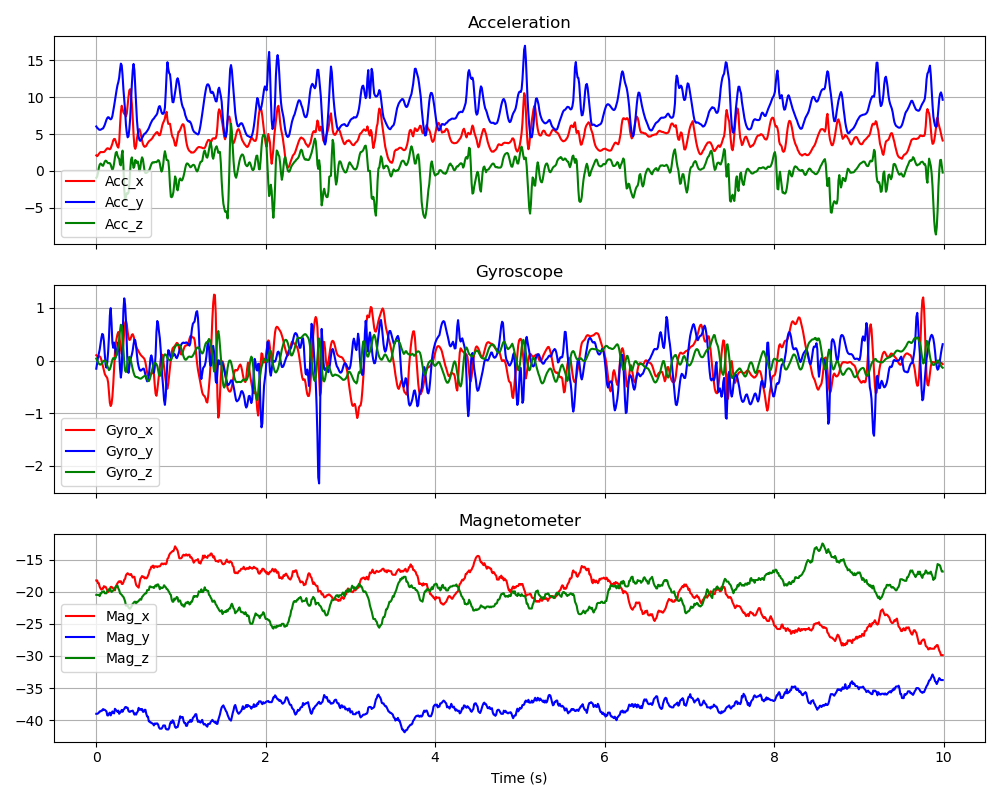 Acceleration
15
10
5
0
−5
Acc_x
Acc_y
Acc_z
Gyroscope
1
0
−1
−2
Gyro_x
Gyro_y
Gyro_z
Magnetometer
−15
−20
−25
−30
−35
−40
Mag_x
Mag_y
Mag_z
0 2 4 6 8 10
Time (s)